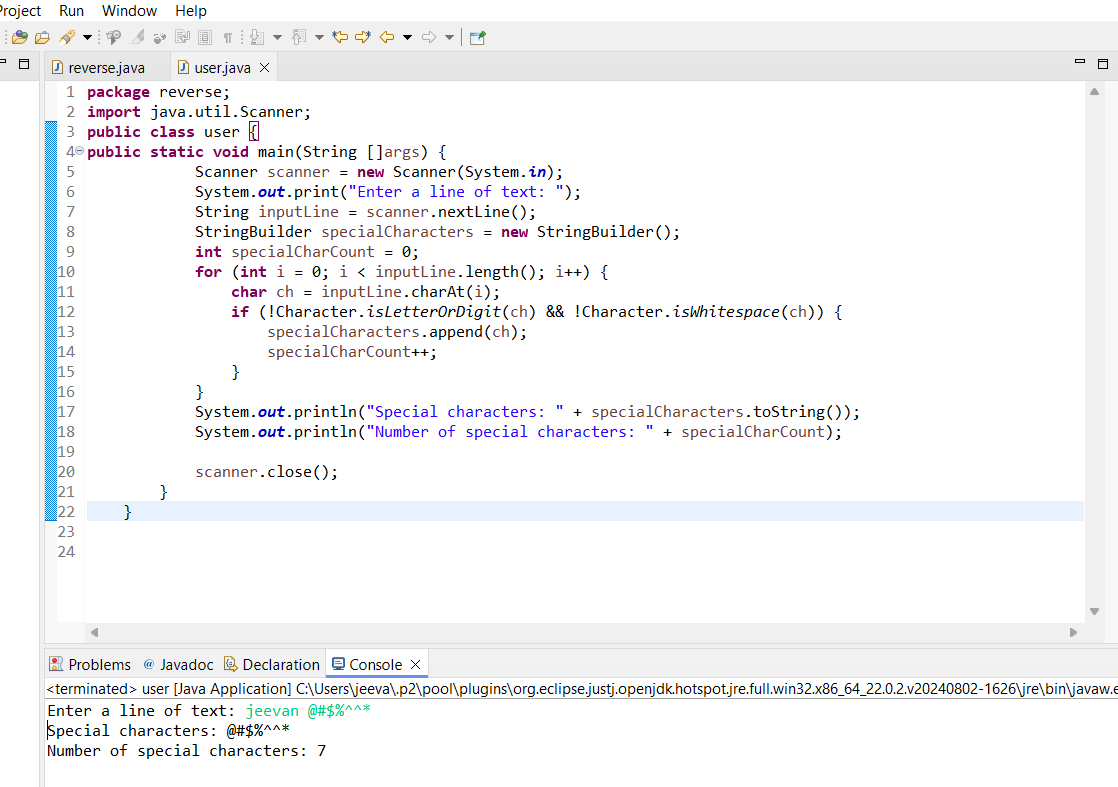 Project Run Window Help
reverse.java user.java
1 package reverse;
2 import java.util.Scanner;
3 public class user {
4 public static void main(String []args) {
5 Scanner scanner = new Scanner(System.in);
6 System.out.print("Enter a line of text: ");
7 String inputLine = scanner.nextLine();
8 StringBuilder specialCharacters = new StringBuilder();
9 int specialCharCount = 0;
10 for (int i = 0; i < inputLine.length(); i++) {
11 char ch = inputLine.charAt(i);
12 if (!Character.isLetterOrDigit(ch) && !Character.isWhitespace(ch)) {
13 specialCharacters.append(ch);
14 specialCharCount++;
15 }
16 }
17 System.out.println("Special characters: " + specialCharacters.toString());
18 System.out.println("Number of special characters: " + specialCharCount);
19
20 scanner.close();
21 }
22 }
23
24
Problems @ Javadoc Declaration Console
<terminated> user [Java Application] C:\Users\jeeva\.p2\pool\plugins\org.eclipse.justj.openjdk.hotspot.jre.full.win32.x86_64_22.0.2.v20240802-1626\jre\bin\javaw.e
Enter a line of text: jeevan @#$%^^*
Special characters: @#$%^^*
Number of special characters: 7